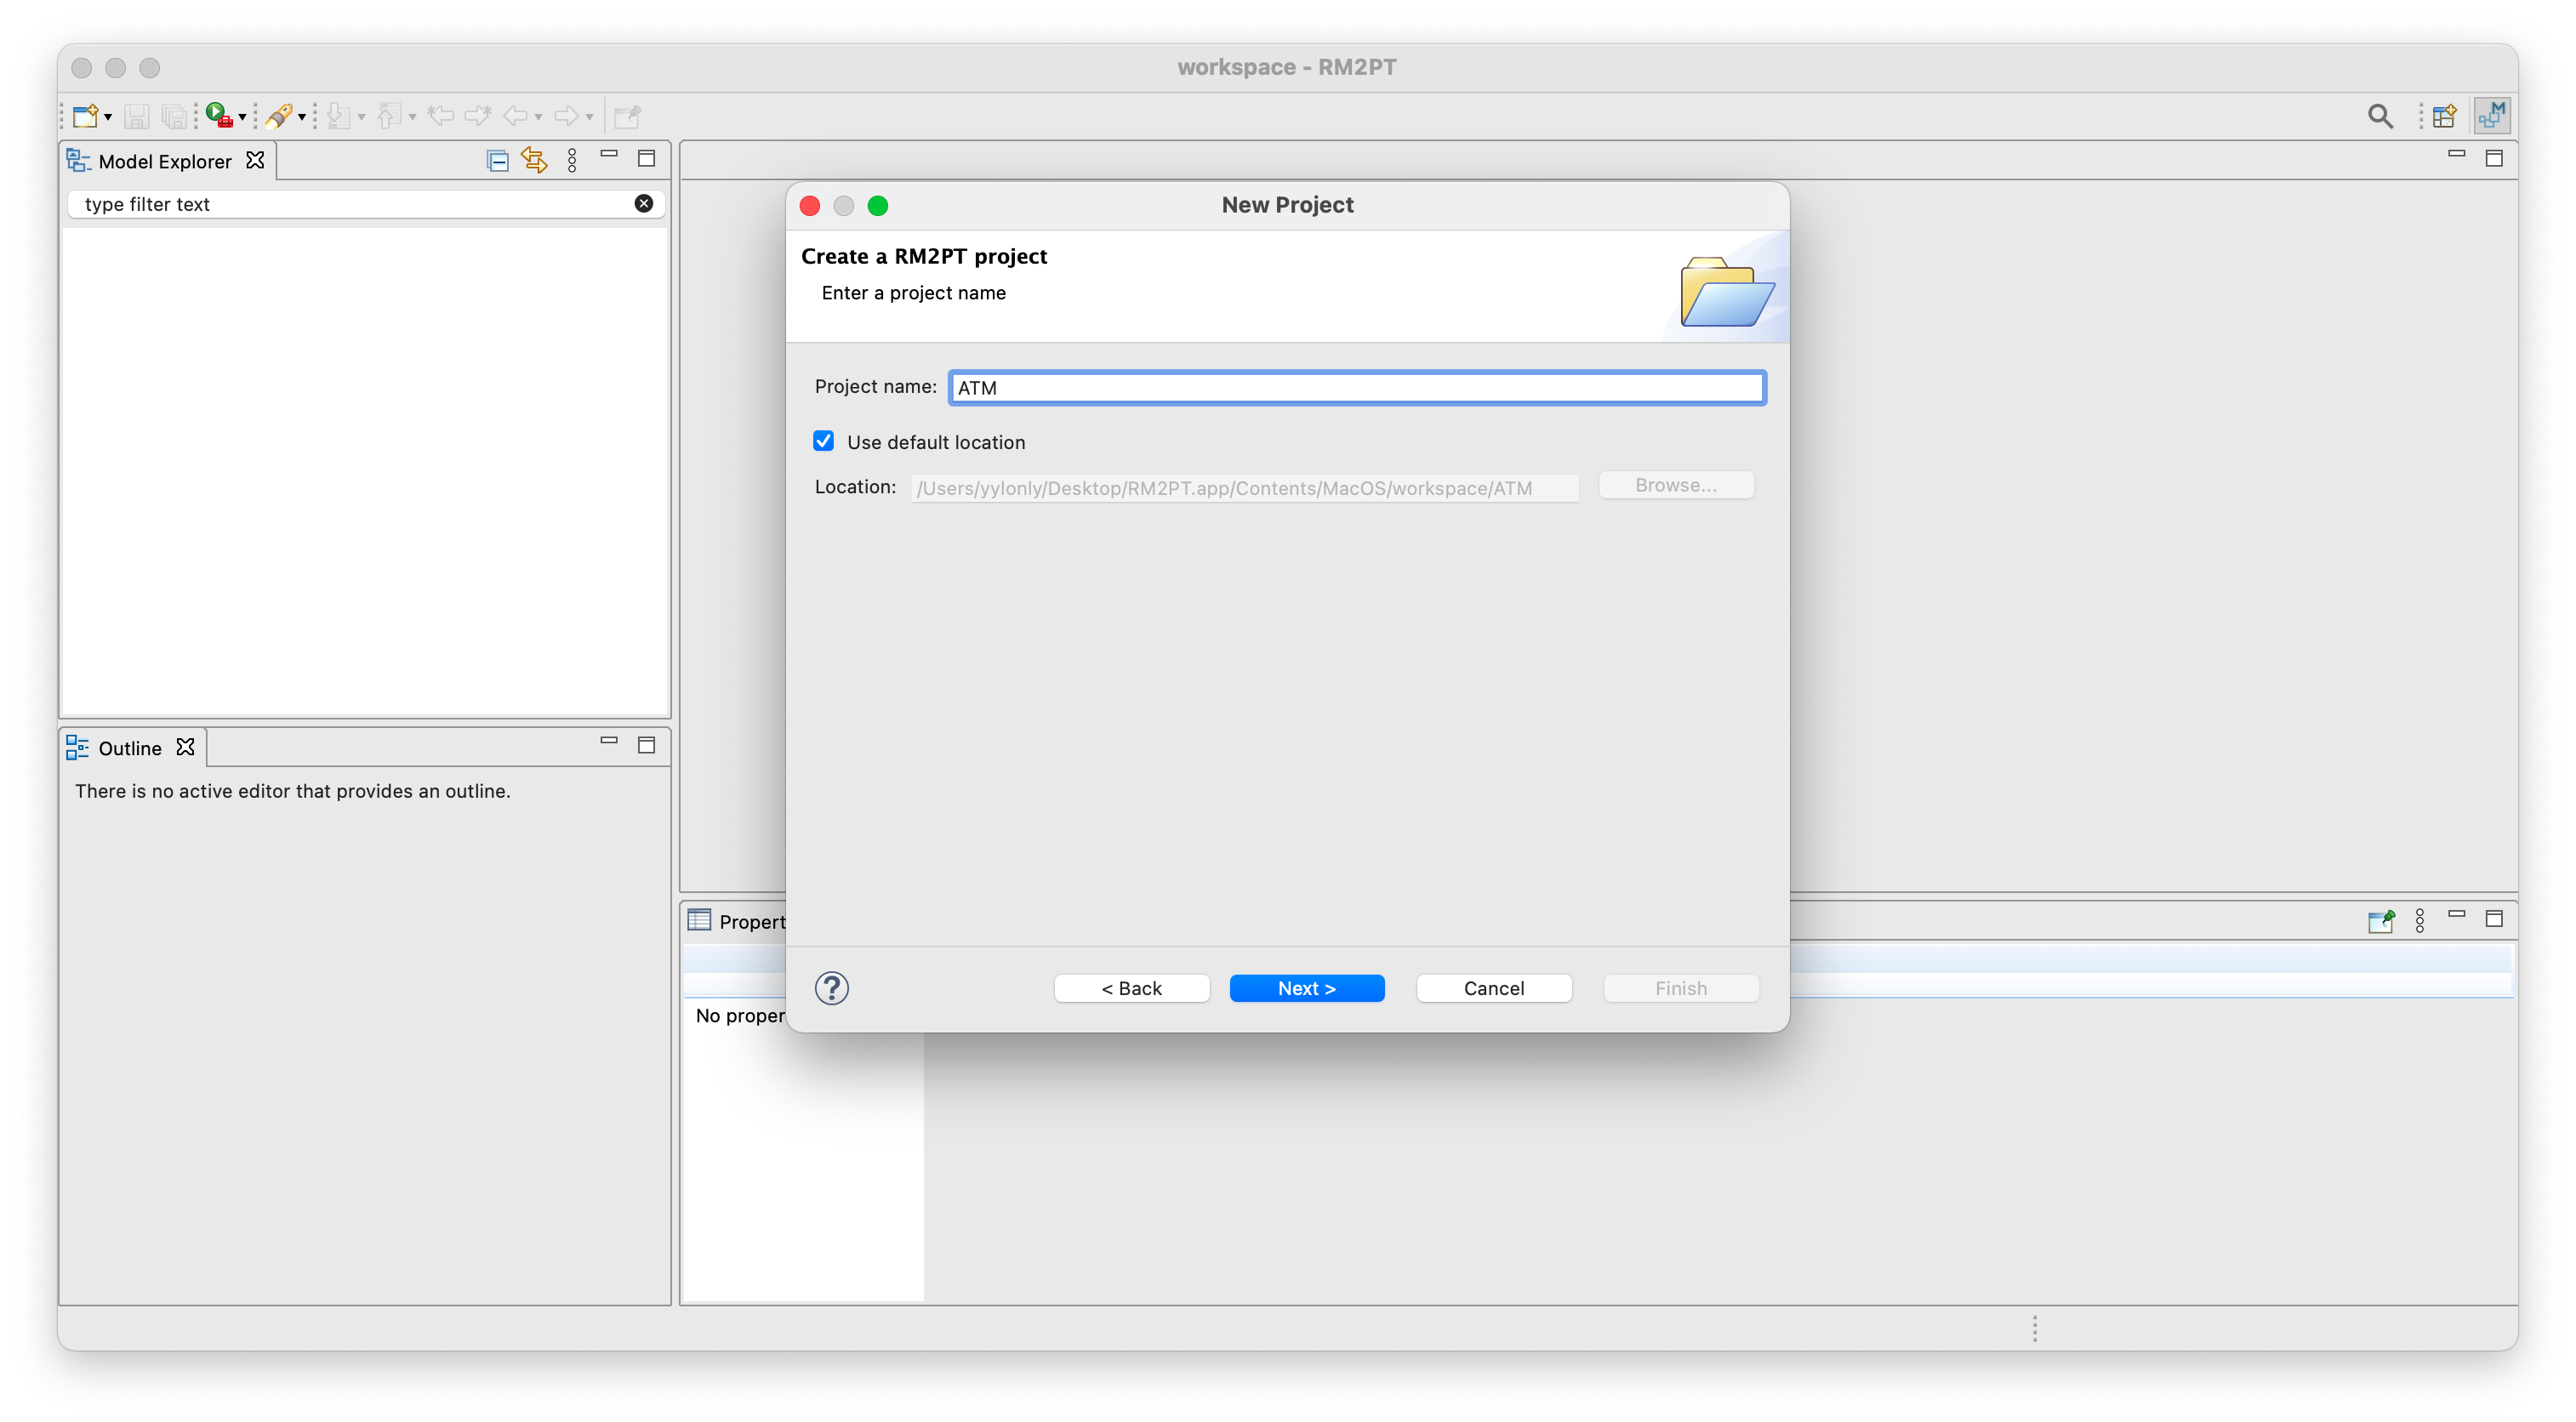 workspace - RM2PT
Model Explorer
type filter text
New Project
Create a RM2PT project
Enter a project name
Project name: ATM
Use default location
Location: /Users/yylonly/Desktop/RM2PT.app/Contents/MacOS/workspace/ATM Browse...
Outline
There is no active editor that provides an outline.
Propert
No proper
? < Back Next > Cancel Finish